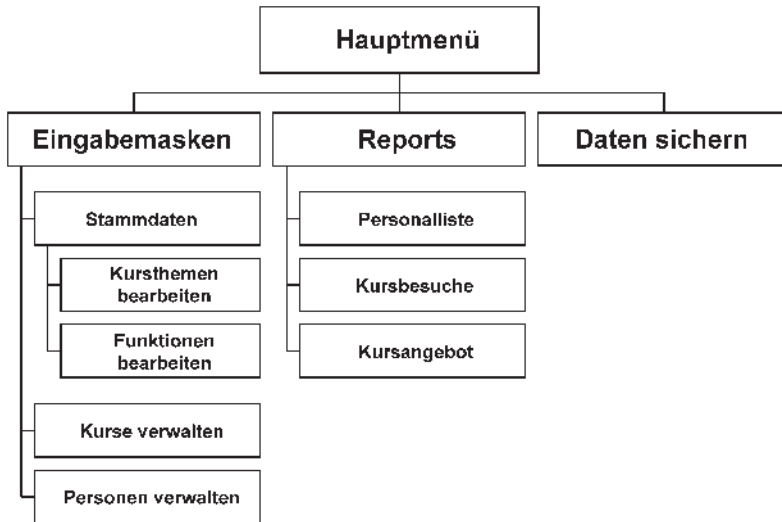 Hauptmenü
Eingabemasken
Reports
Daten sichern
Stammdaten
Kursthemen
bearbeiten
Funktionen
bearbeiten
Kurse verwalten
Personen verwalten
Personalliste
Kursbesuche
Kursangebot